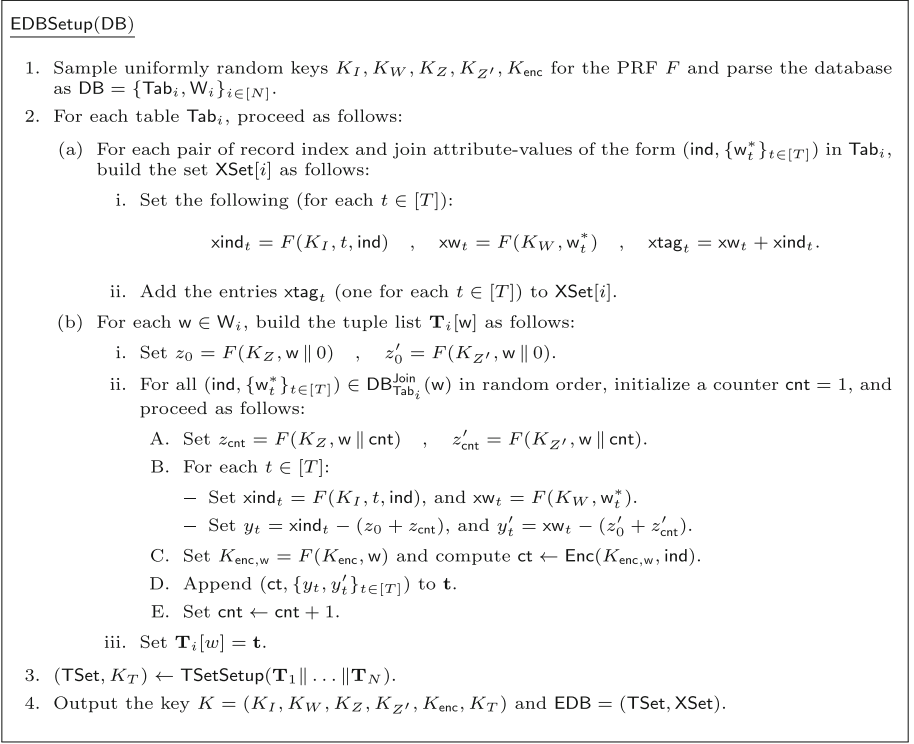 EDBSetup(DB)
1. Sample uniformly random keys K_I, K_W, K_Z, K_{Z′}, K_enc for the PRF F and parse the database
as DB = {Tab_i, W_i}_{i∈[N]}.
2. For each table Tab_i, proceed as follows:
(a) For each pair of record index and join attribute-values of the form (ind, {w*_t}_{t∈[T]}) in Tab_i,
build the set XSet[i] as follows:
i. Set the following (for each t ∈ [T]):
xind_t = F(K_I, t, ind) , xw_t = F(K_W, w*_t) , xtag_t = xw_t + xind_t.
ii. Add the entries xtag_t (one for each t ∈ [T]) to XSet[i].
(b) For each w ∈ W_i, build the tuple list T_i[w] as follows:
i. Set z_0 = F(K_Z, w ∥ 0) , z′_0 = F(K_{Z′}, w ∥ 0).
ii. For all (ind, {w*_t}_{t∈[T]}) ∈ DB^Join_{Tab_i}(w) in random order, initialize a counter cnt = 1, and
proceed as follows:
A. Set z_cnt = F(K_Z, w ∥ cnt) , z′_cnt = F(K_{Z′}, w ∥ cnt).
B. For each t ∈ [T]:
– Set xind_t = F(K_I, t, ind), and xw_t = F(K_W, w*_t).
– Set y_t = xind_t − (z_0 + z_cnt), and y′_t = xw_t − (z′_0 + z′_cnt).
C. Set K_{enc,w} = F(K_enc, w) and compute ct ← Enc(K_{enc,w}, ind).
D. Append (ct, {y_t, y′_t}_{t∈[T]}) to t.
E. Set cnt ← cnt + 1.
iii. Set T_i[w] = t.
3. (TSet, K_T) ← TSetSetup(T_1∥ . . . ∥T_N).
4. Output the key K = (K_I, K_W, K_Z, K_{Z′}, K_enc, K_T) and EDB = (TSet, XSet).